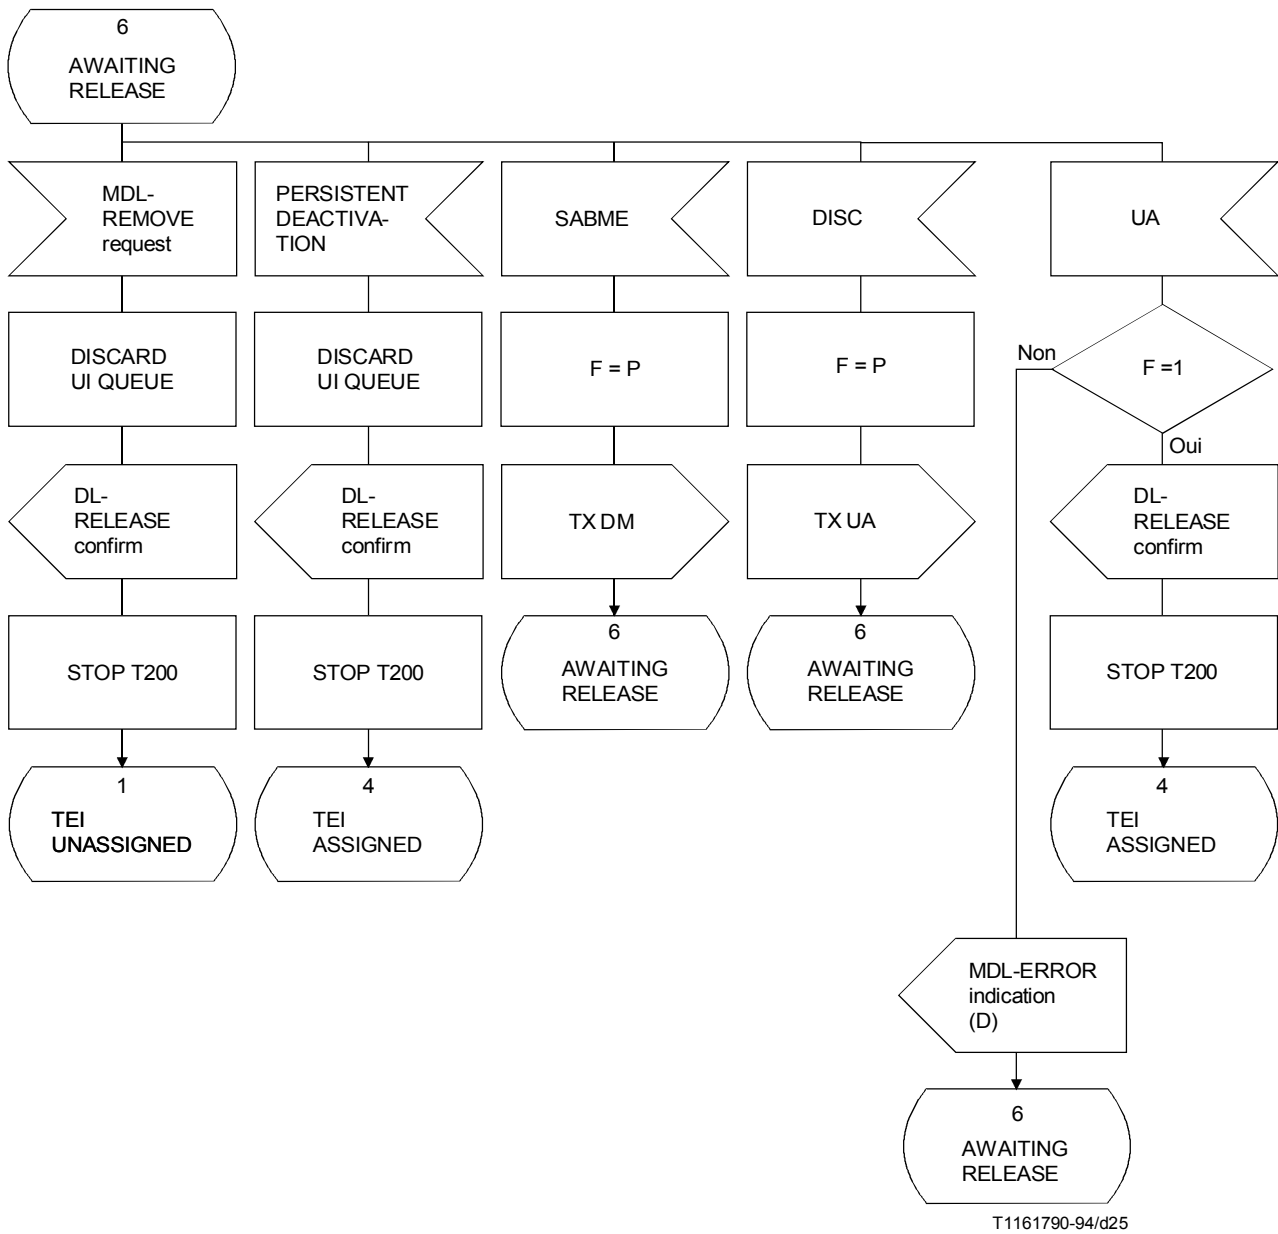 6
AWAITING
RELEASE
MDL-
REMOVE
request
PERSISTENT
DEACTIVA-
TION
SABME
DISC
UA
DISCARD
UI QUEUE
DISCARD
UI QUEUE
F = P
F = P
Non
F =1
Oui
DL-
RELEASE
confirm
DL-
RELEASE
confirm
TX DM
TX UA
DL-
RELEASE
confirm
STOP T200
STOP T200
6
AWAITING
RELEASE
6
AWAITING
RELEASE
STOP T200
1
TEI
UNASSIGNED
4
TEI
ASSIGNED
4
TEI
ASSIGNED
MDL-ERROR
indication
(D)
6
AWAITING
RELEASE
T1161790-94/d25